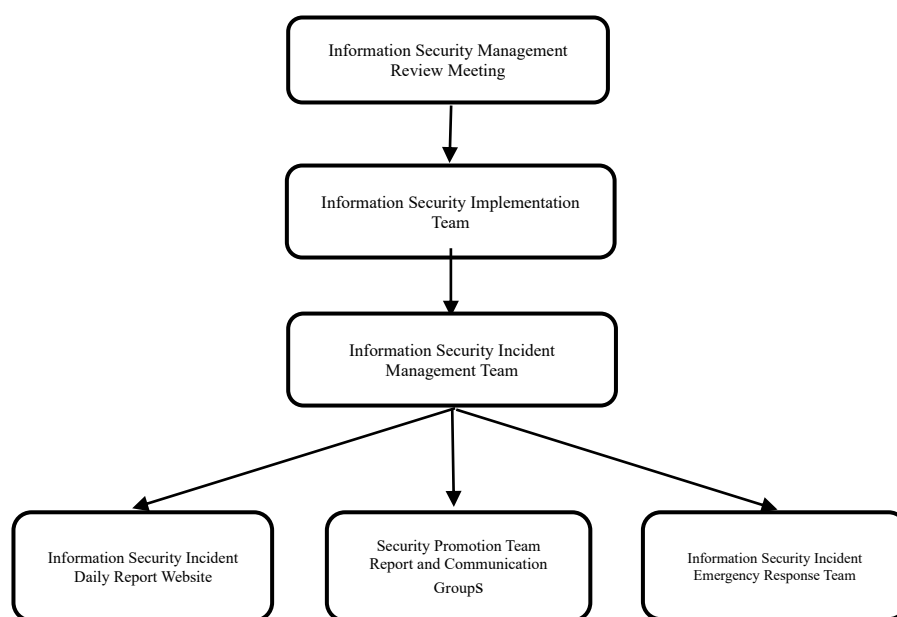 Information Security Management
Review Meeting
Information Security Implementation
Team
Information Security Incident
Management Team
Information Security Incident
Daily Report Website
Security Promotion Team
Report and Communication
Groups
Information Security Incident
Emergency Response Team